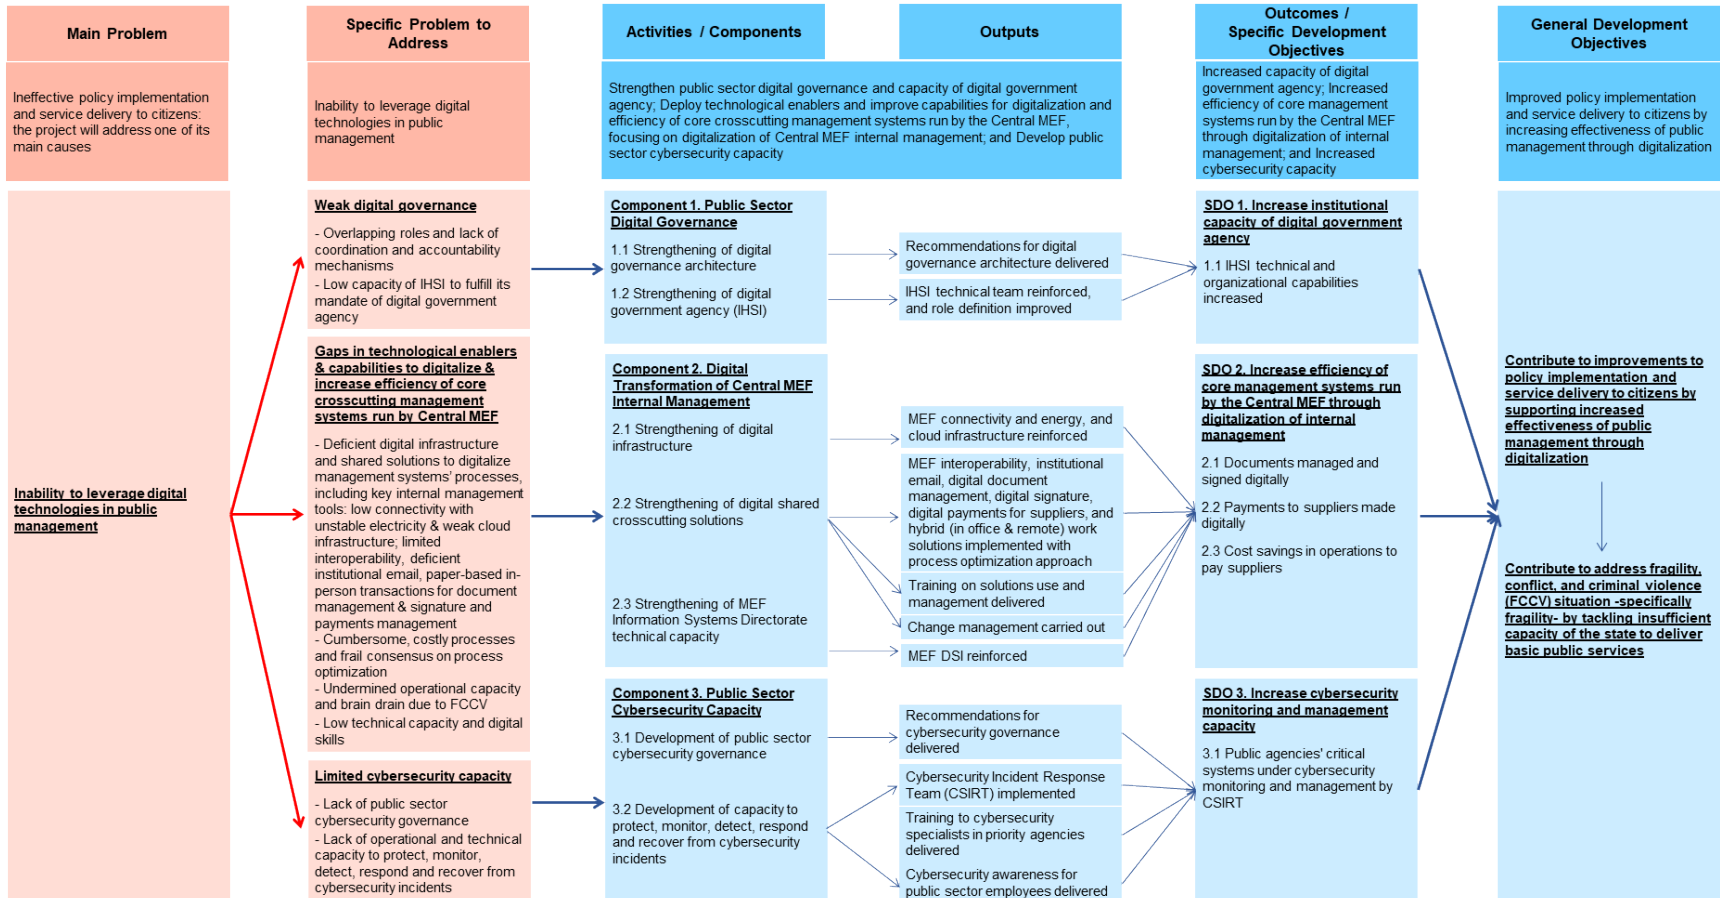 Main Problem
Specific Problem to
Address
Activities / Components
Outputs
Outcomes /
Specific Development
Objectives
General Development
Objectives
Ineffective policy implementation
and service delivery to citizens:
the project will address one of its
main causes
Inability to leverage digital
technologies in public
management
Strengthen public sector digital governance and capacity of digital government
agency; Deploy technological enablers and improve capabilities for digitalization and
efficiency of core crosscutting management systems run by the Central MEF,
focusing on digitalization of Central MEF internal management; and Develop public
sector cybersecurity capacity
Increased capacity of digital
government agency; Increased
efficiency of core management
systems run by the Central MEF
through digitalization of internal
management; and Increased
cybersecurity capacity
Improved policy implementation
and service delivery to citizens by
increasing effectiveness of public
management through digitalization
Inability to leverage digital
technologies in public
management
Weak digital governance
- Overlapping roles and lack of
coordination and accountability
mechanisms
- Low capacity of IHSI to fulfill its
mandate of digital government
agency
Gaps in technological enablers
& capabilities to digitalize &
increase efficiency of core
crosscutting management
systems run by Central MEF
- Deficient digital infrastructure
and shared solutions to digitalize
management systems' processes,
including key internal management
tools: low connectivity with
unstable electricity & weak cloud
infrastructure; limited
interoperability, deficient
institutional email, paper-based in-
person transactions for document
management & signature and
payments management
- Cumbersome, costly processes
and frail consensus on process
optimization
- Undermined operational capacity
and brain drain due to FCCV
- Low technical capacity and digital
skills
Limited cybersecurity capacity
- Lack of public sector
cybersecurity governance
- Lack of operational and technical
capacity to protect, monitor,
detect, respond and recover from
cybersecurity incidents
Component 1. Public Sector
Digital Governance
1.1 Strengthening of digital
governance architecture
1.2 Strengthening of digital
government agency (IHSI)
Component 2. Digital
Transformation of Central MEF
Internal Management
2.1 Strengthening of digital
infrastructure
2.2 Strengthening of digital shared
crosscutting solutions
2.3 Strengthening of MEF
Information Systems Directorate
technical capacity
Component 3. Public Sector
Cybersecurity Capacity
3.1 Development of public sector
cybersecurity governance
3.2 Development of capacity to
protect, monitor, detect, respond
and recover from cybersecurity
incidents
Recommendations for digital
governance architecture delivered
IHSI technical team reinforced,
and role definition improved
MEF connectivity and energy, and
cloud infrastructure reinforced
MEF interoperability, institutional
email, digital document
management, digital signature,
digital payments for suppliers, and
hybrid (in office & remote) work
solutions implemented with
process optimization approach
Training on solutions use and
management delivered
Change management carried out
MEF DSI reinforced
Recommendations for
cybersecurity governance
delivered
Cybersecurity Incident Response
Team (CSIRT) implemented
Training to cybersecurity
specialists in priority agencies
delivered
Cybersecurity awareness for
public sector employees delivered
SDO 1. Increase institutional
capacity of digital government
agency
1.1 IHSI technical and
organizational capabilities
increased
SDO 2. Increase efficiency of
core management systems run
by the Central MEF through
digitalization of internal
management
2.1 Documents managed and
signed digitally
2.2 Payments to suppliers made
digitally
2.3 Cost savings in operations to
pay suppliers
SDO 3. Increase cybersecurity
monitoring and management
capacity
3.1 Public agencies' critical
systems under cybersecurity
monitoring and management by
CSIRT
Contribute to improvements to
policy implementation and
service delivery to citizens by
supporting increased
effectiveness of public
management through
digitalization
Contribute to address fragility,
conflict, and criminal violence
(FCCV) situation -specifically
fragility- by tackling insufficient
capacity of the state to deliver
basic public services